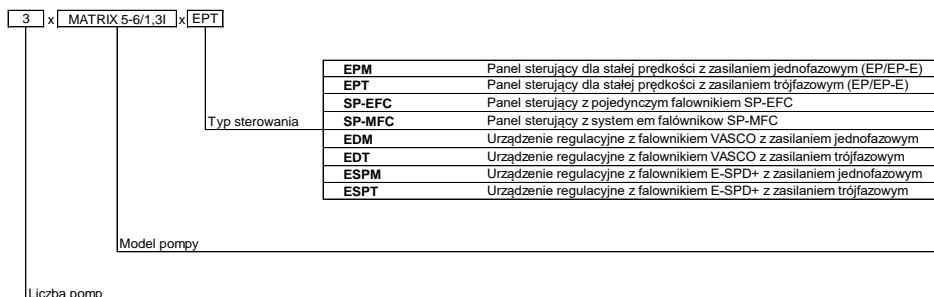 3 x MATRIX 5-6/1,3I x EPT
EPM Panel sterujący dla stałej prędkości z zasilaniem jednofazowym (EP/EP-E)
EPT Panel sterujący dla stałej prędkości z zasilaniem trójfazowym (EP/EP-E)
SP-EFC Panel sterujący z pojedynczym falownikiem SP-EFC
Typ sterowania SP-MFC Panel sterujący z system em falównikow SP-MFC
EDM Urządzenie regulacyjne z falownikiem VASCO z zasilaniem jednofazowym
EDT Urządzenie regulacyjne z falownikiem VASCO z zasilaniem trójfazowym
ESPM Urządzenie regulacyjne z falownikiem E-SPD+ z zasilaniem jednofazowym
ESPT Urządzenie regulacyjne z falownikiem E-SPD+ z zasilaniem trójfazowym
Model pompy
Liczba pomp